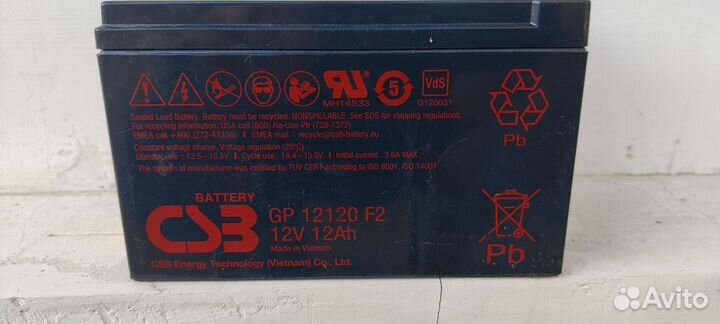 MH14533
5
VdS
G120031
Sealed Lead Battery. Battery must be recycled. NONSPILLABLE. See SDS for shipping regulations.
For recycling information: USA call (800) Re-Use-Pb (738-7372)
EMEA call +800 (272-47336) | EMEA mail : recycle@csb-battery.eu
Constant voltage charge, Voltage regulation (25°C)
Standby use : 13.5~13.8V | Cycle use : 14.4~15.0V | Initial current : 3.6A MAX
The system of manufacturer was certified by TUV CERT according to ISO 9001, ISO 14001.
Pb
BATTERY
CSB
GP 12120 F2
12V 12Ah
Made in Vietnam
CSB Energy Technology (Vietnam) Co., Ltd.
Pb
Avito